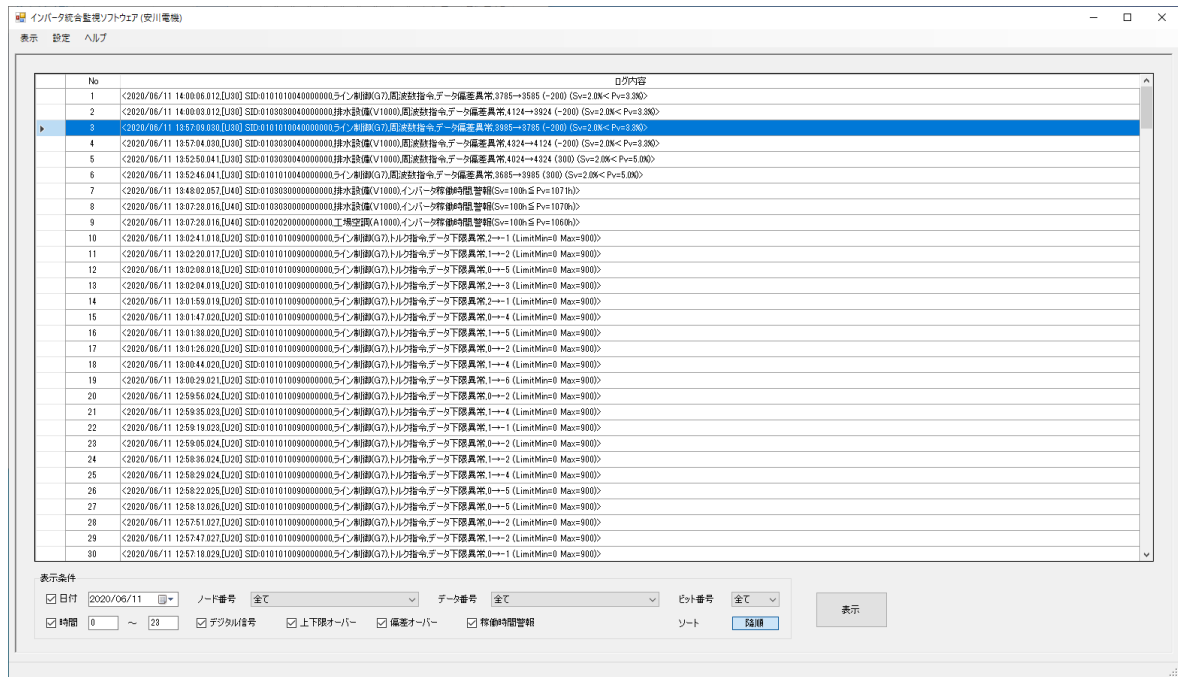 インバータ統合監視ソフトウェア (安川電機)
表示 設定 ヘルプ
No ログ内容
1 <2020/06/11 14:00:06.012,[U30] SID:0101010040000000,ライン制御(G7),周波数指令,データ偏差異常,3785→3585 (-200) (Sv=2.0%< Pv=3.3%)>
2 <2020/06/11 14:00:03.012,[U30] SID:0103030040000000,排水設備(V1000),周波数指令,データ偏差異常,4124→3924 (-200) (Sv=2.0%< Pv=3.3%)>
3 <2020/06/11 13:57:09.030,[U30] SID:0101010040000000,ライン制御(G7),周波数指令,データ偏差異常,3985→3785 (-200) (Sv=2.0%< Pv=3.3%)>
4 <2020/06/11 13:57:04.030,[U30] SID:0103030040000000,排水設備(V1000),周波数指令,データ偏差異常,4324→4124 (-200) (Sv=2.0%< Pv=3.3%)>
5 <2020/06/11 13:52:50.041,[U30] SID:0103030040000000,排水設備(V1000),周波数指令,データ偏差異常,4024→4324 (300) (Sv=2.0%< Pv=5.0%)>
6 <2020/06/11 13:52:46.041,[U30] SID:0101010040000000,ライン制御(G7),周波数指令,データ偏差異常,3685→3985 (300) (Sv=2.0%< Pv=5.0%)>
7 <2020/06/11 13:48:02.057,[U40] SID:0103030000000000,排水設備(V1000),インバータ稼働時間,警報(Sv=100h≦Pv=1071h)>
8 <2020/06/11 13:07:28.016,[U40] SID:0103030000000000,排水設備(V1000),インバータ稼働時間,警報(Sv=100h≦Pv=1070h)>
9 <2020/06/11 13:07:28.016,[U40] SID:0102020000000000,工場空調(A1000),インバータ稼働時間,警報(Sv=100h≦Pv=1060h)>
10 <2020/06/11 13:02:41.018,[U20] SID:0101010090000000,ライン制御(G7),トルク指令,データ下限異常,2→-1 (LimitMin=0 Max=900)>
11 <2020/06/11 13:02:20.017,[U20] SID:0101010090000000,ライン制御(G7),トルク指令,データ下限異常,1→-2 (LimitMin=0 Max=900)>
12 <2020/06/11 13:02:08.018,[U20] SID:0101010090000000,ライン制御(G7),トルク指令,データ下限異常,0→-5 (LimitMin=0 Max=900)>
13 <2020/06/11 13:02:04.019,[U20] SID:0101010090000000,ライン制御(G7),トルク指令,データ下限異常,2→-3 (LimitMin=0 Max=900)>
14 <2020/06/11 13:01:59.019,[U20] SID:0101010090000000,ライン制御(G7),トルク指令,データ下限異常,2→-1 (LimitMin=0 Max=900)>
15 <2020/06/11 13:01:47.020,[U20] SID:0101010090000000,ライン制御(G7),トルク指令,データ下限異常,0→-4 (LimitMin=0 Max=900)>
16 <2020/06/11 13:01:38.020,[U20] SID:0101010090000000,ライン制御(G7),トルク指令,データ下限異常,1→-5 (LimitMin=0 Max=900)>
17 <2020/06/11 13:01:26.020,[U20] SID:0101010090000000,ライン制御(G7),トルク指令,データ下限異常,0→-2 (LimitMin=0 Max=900)>
18 <2020/06/11 13:00:44.020,[U20] SID:0101010090000000,ライン制御(G7),トルク指令,データ下限異常,1→-4 (LimitMin=0 Max=900)>
19 <2020/06/11 13:00:29.021,[U20] SID:0101010090000000,ライン制御(G7),トルク指令,データ下限異常,1→-6 (LimitMin=0 Max=900)>
20 <2020/06/11 12:59:56.024,[U20] SID:0101010090000000,ライン制御(G7),トルク指令,データ下限異常,0→-2 (LimitMin=0 Max=900)>
21 <2020/06/11 12:59:35.023,[U20] SID:0101010090000000,ライン制御(G7),トルク指令,データ下限異常,1→-4 (LimitMin=0 Max=900)>
22 <2020/06/11 12:59:19.023,[U20] SID:0101010090000000,ライン制御(G7),トルク指令,データ下限異常,1→-1 (LimitMin=0 Max=900)>
23 <2020/06/11 12:59:05.024,[U20] SID:0101010090000000,ライン制御(G7),トルク指令,データ下限異常,0→-2 (LimitMin=0 Max=900)>
24 <2020/06/11 12:58:36.024,[U20] SID:0101010090000000,ライン制御(G7),トルク指令,データ下限異常,1→-2 (LimitMin=0 Max=900)>
25 <2020/06/11 12:58:29.024,[U20] SID:0101010090000000,ライン制御(G7),トルク指令,データ下限異常,1→-4 (LimitMin=0 Max=900)>
26 <2020/06/11 12:58:22.025,[U20] SID:0101010090000000,ライン制御(G7),トルク指令,データ下限異常,0→-5 (LimitMin=0 Max=900)>
27 <2020/06/11 12:58:13.026,[U20] SID:0101010090000000,ライン制御(G7),トルク指令,データ下限異常,0→-5 (LimitMin=0 Max=900)>
28 <2020/06/11 12:57:51.027,[U20] SID:0101010090000000,ライン制御(G7),トルク指令,データ下限異常,0→-2 (LimitMin=0 Max=900)>
29 <2020/06/11 12:57:47.027,[U20] SID:0101010090000000,ライン制御(G7),トルク指令,データ下限異常,1→-2 (LimitMin=0 Max=900)>
30 <2020/06/11 12:57:18.029,[U20] SID:0101010090000000,ライン制御(G7),トルク指令,データ下限異常,0→-1 (LimitMin=0 Max=900)>
表示条件
日付 2020/06/11 ノード番号 全て データ番号 全て ビット番号 全て
表示
時間 0 ～ 23 デジタル信号 上下限オーバー 偏差オーバー 稼働時間警報 ソート 降順